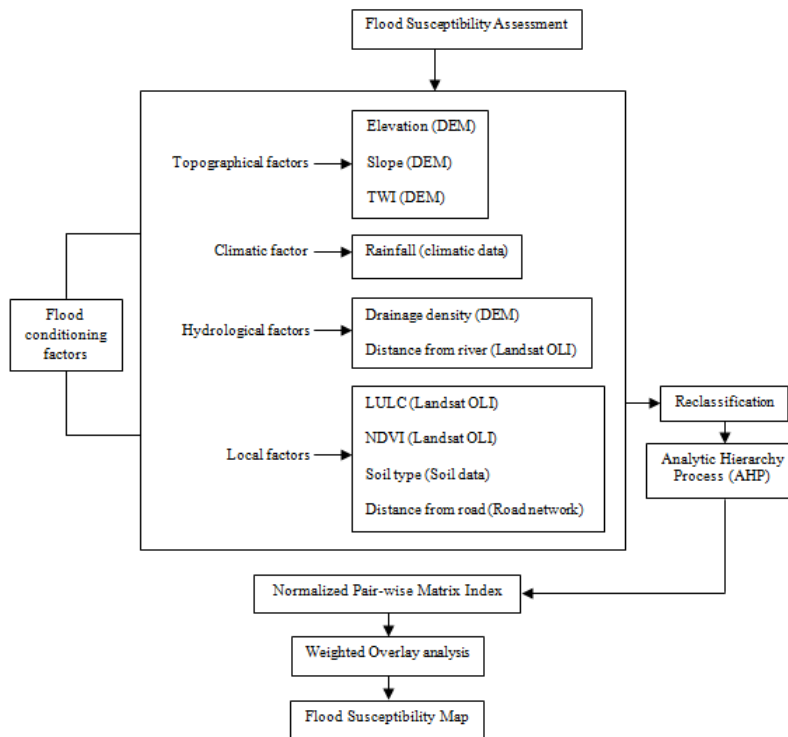 Flood Susceptibility Assessment
Topographical factors
Elevation (DEM)
Slope (DEM)
TWI (DEM)
Climatic factor
Rainfall (climatic data)
Flood
conditioning
factors
Hydrological factors
Drainage density (DEM)
Distance from river (Landsat OLI)
Local factors
LULC (Landsat OLI)
NDVI (Landsat OLI)
Soil type (Soil data)
Distance from road (Road network)
Reclassification
Analytic Hierarchy
Process (AHP)
Normalized Pair-wise Matrix Index
Weighted Overlay analysis
Flood Susceptibility Map